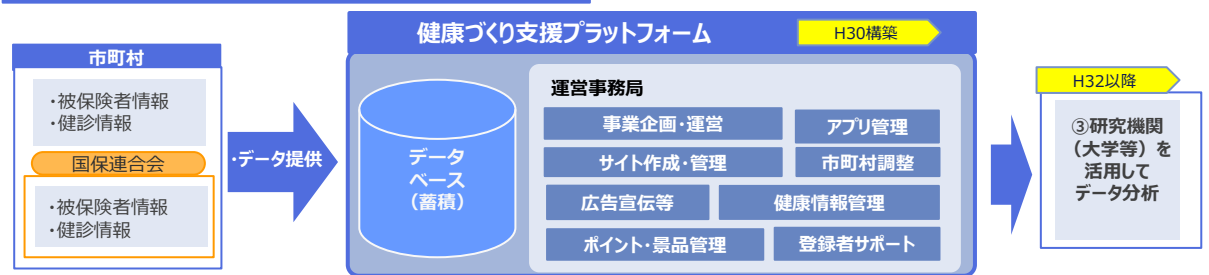 市町村
・被保険者情報
・健診情報
国保連合会
・被保険者情報
・健診情報
・データ提供
健康づくり支援プラットフォーム
H30構築
データ
ベース
（蓄積）
運営事務局
事業企画・運営
アプリ管理
サイト作成・管理
市町村調整
広告宣伝等
健康情報管理
ポイント・景品管理
登録者サポート
H32以降
③研究機関
（大学等）を
活用して
データ分析